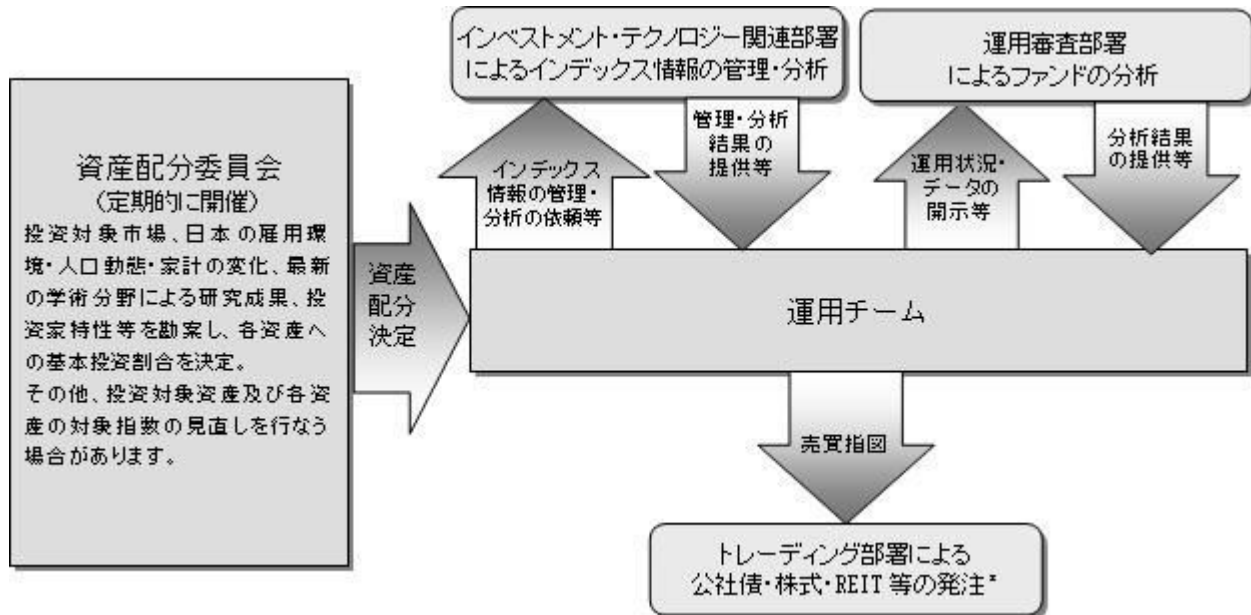 インベストメント・テクノロジー関連部署
によるインデックス情報の管理・分析
運用審査部署
によるファンドの分析
インデックス
情報の管理・
分析の依頼等
管理・分析
結果の
提供等
運用状況・
データの
開示等
分析結果
の提供等
資産配分委員会
(定期的に開催)
投資対象市場、日本の雇用環
境・人口動態・家計の変化、最新
の学術分野による研究成果、投
資家特性等を勘案し、各資産へ
の基本投資割合を決定。
その他、投資対象資産及び各資
産の対象指数の見直しを行なう
場合があります。
資産
配分
決定
運用チーム
売買指図
トレーディング部署による
公社債・株式・REIT等の発注*